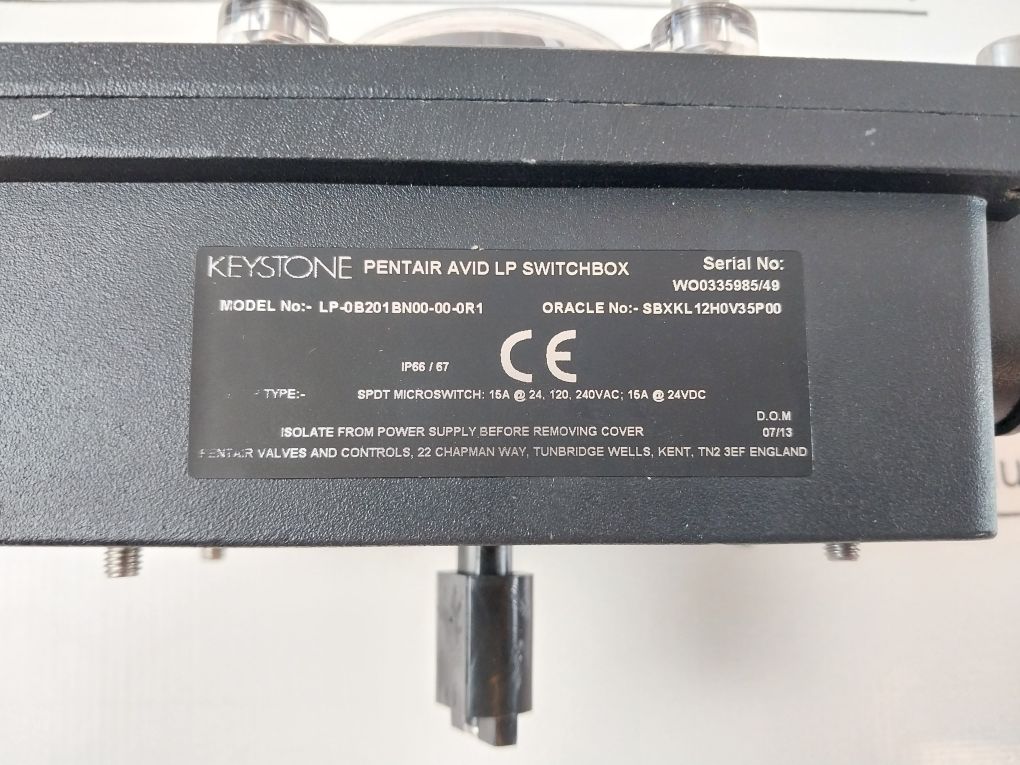 KEYSTONE PENTAIR AVID LP SWITCHBOX Serial No:
WO0335985/49
MODEL No:- LP-0B201BN00-00-0R1 ORACLE No:- SBXKL12H0V35P00
IP66 / 67 CE
TYPE:- SPDT MICROSWITCH: 15A @ 24, 120, 240VAC; 15A @ 24VDC
D.O.M
ISOLATE FROM POWER SUPPLY BEFORE REMOVING COVER 07/13
PENTAIR VALVES AND CONTROLS, 22 CHAPMAN WAY, TUNBRIDGE WELLS, KENT, TN2 3EF ENGLAND